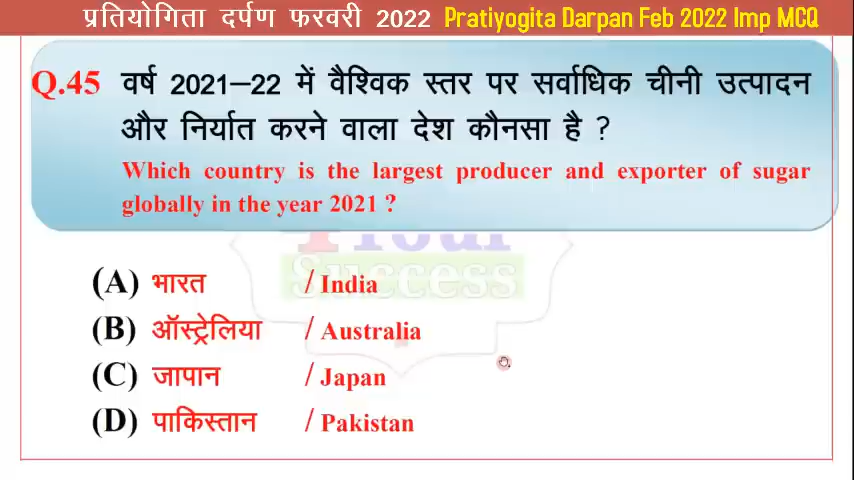 प्रतियोगिता दर्पण फरवरी 2022 Pratiyogita Darpan Feb 2022 Imp MCQ
Q.45 वर्ष 2021–22 में वैश्विक स्तर पर सर्वाधिक चीनी उत्पादन
और निर्यात करने वाला देश कौनसा है ?
Which country is the largest producer and exporter of sugar
globally in the year 2021 ?
Your
Success
(A) भारत / India
(B) ऑस्ट्रेलिया / Australia
(C) जापान / Japan
(D) पाकिस्तान / Pakistan